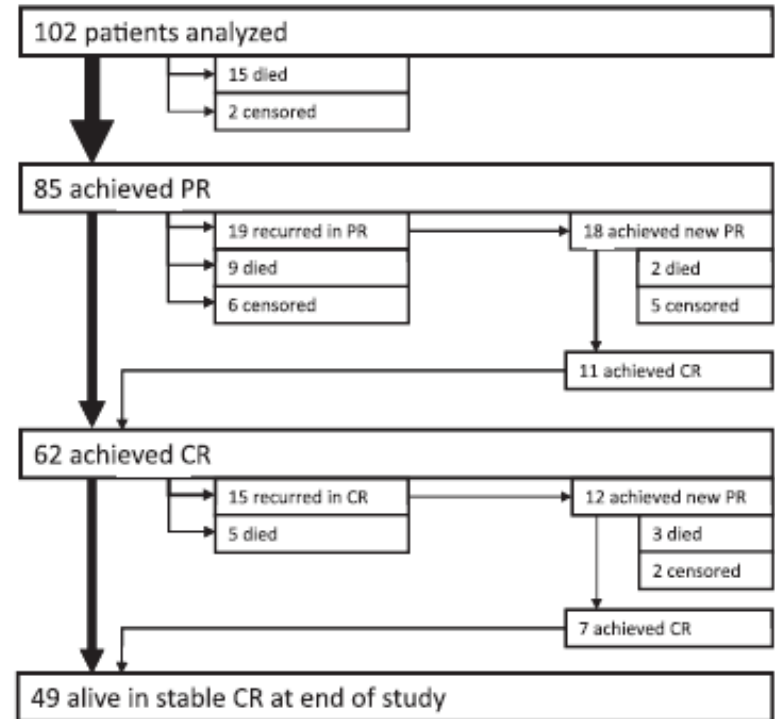 102 patients analyzed
15 died
2 censored
85 achieved PR
19 recurred in PR
18 achieved new PR
9 died
2 died
6 censored
5 censored
11 achieved CR
62 achieved CR
15 recurred in CR
12 achieved new PR
5 died
3 died
2 censored
7 achieved CR
49 alive in stable CR at end of study